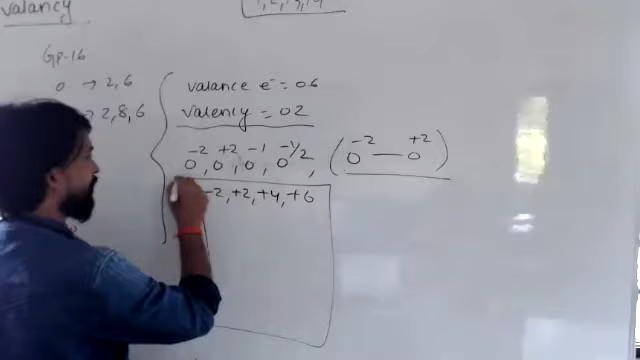 valancy
Gp-16
O → 2,6
→ 2,8,6
valance e⁻ = 06
valency = 02
O⁻², O⁺², O⁻¹, O⁻¹/², (O⁻² — O⁺²)
-2, +2, +4, +6